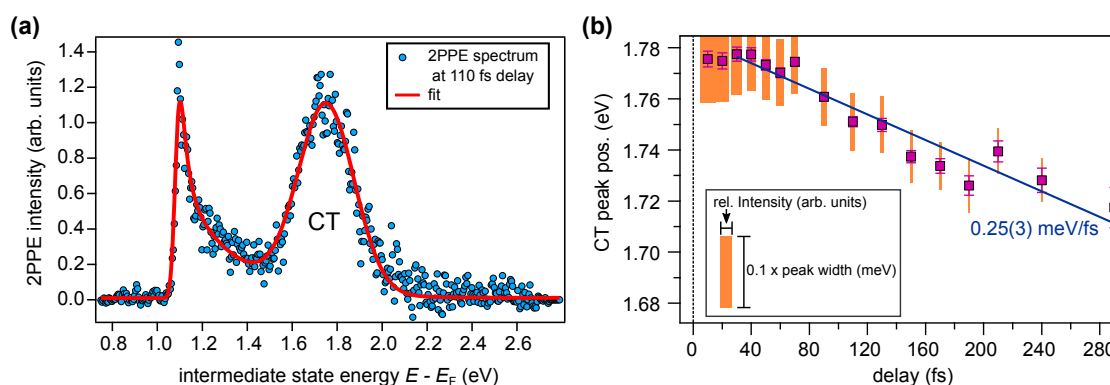 (a)
1.4
1.2
1.0
0.8
0.6
0.4
0.2
0.0
2PPE intensity (arb. units)
2PPE spectrum
at 110 fs delay
fit
CT
0.8 1.0 1.2 1.4 1.6 1.8 2.0 2.2 2.4 2.6
intermediate state energy E - E_F (eV)
(b)
1.78
1.76
1.74
1.72
1.70
1.68
CT peak pos. (eV)
rel. Intensity (arb. units)
0.1 x peak width (meV)
0.25(3) meV/fs
0 40 80 120 160 200 240 280
delay (fs)